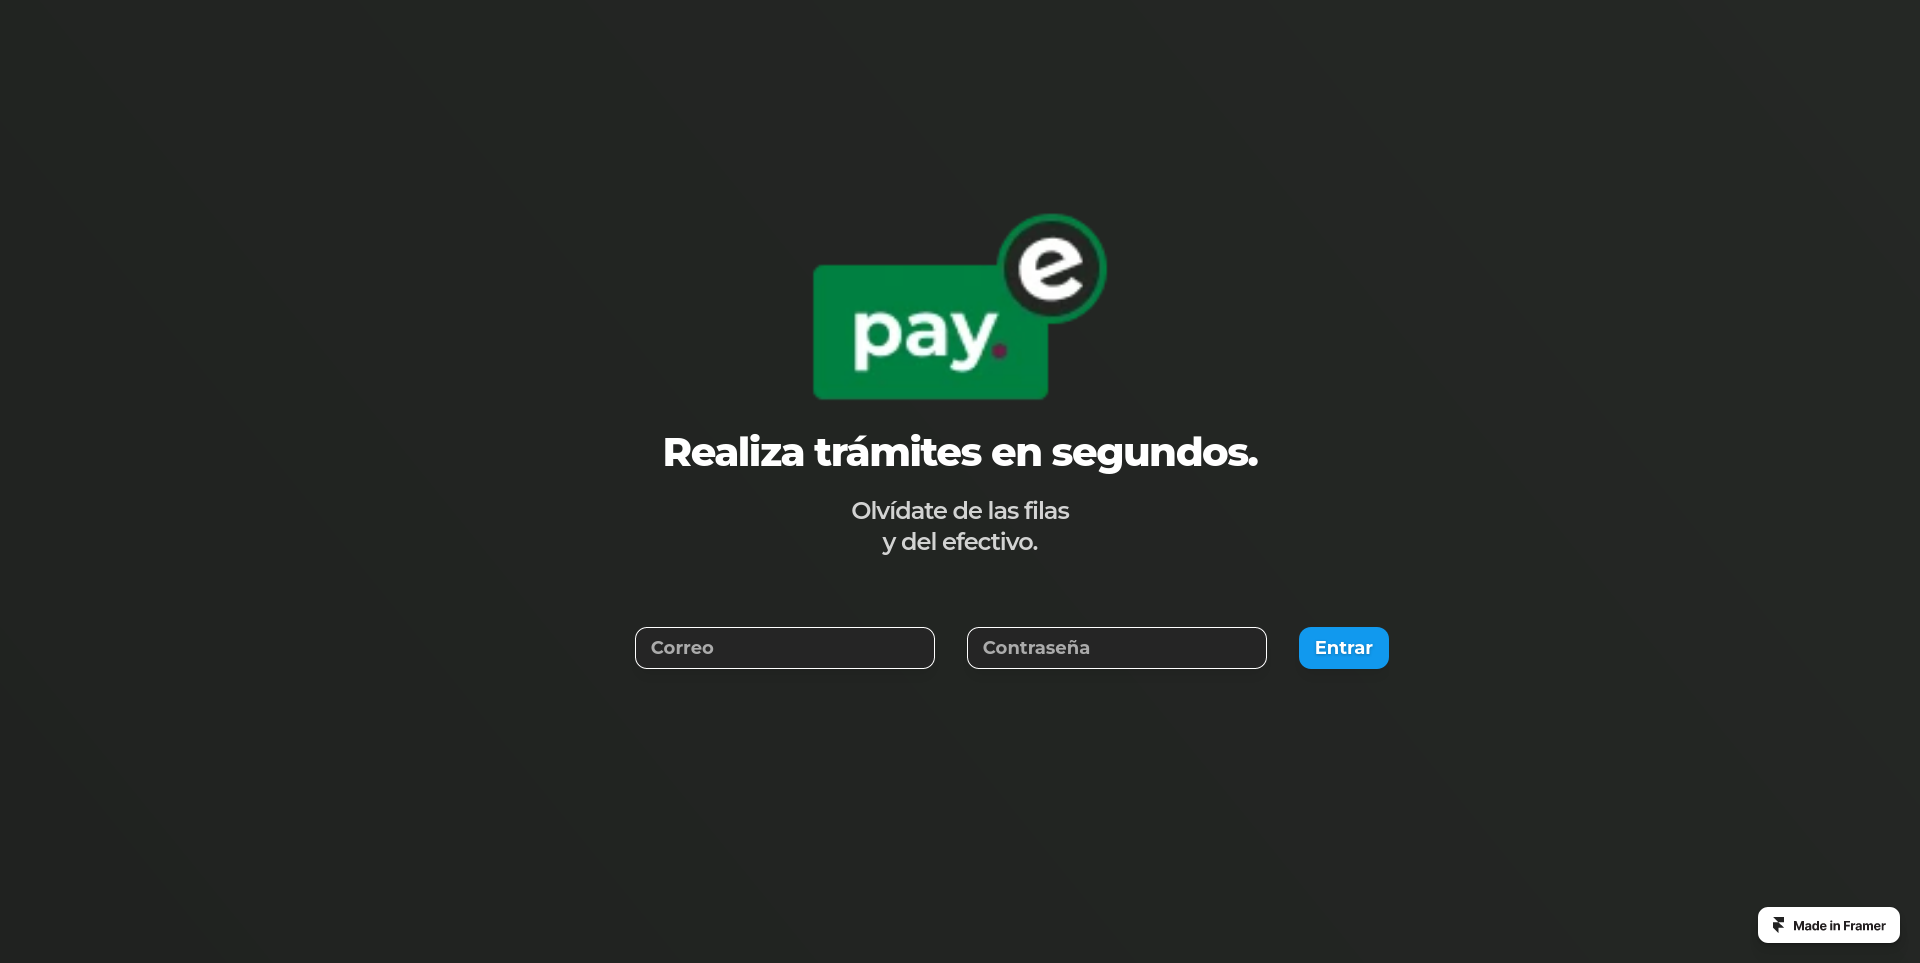 e
pay.
Realiza trámites en segundos.
Olvídate de las filas
y del efectivo.
Correo
Contraseña
Entrar
Made in Framer